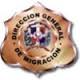 DIRECCION GENERAL
DE MIGRACION